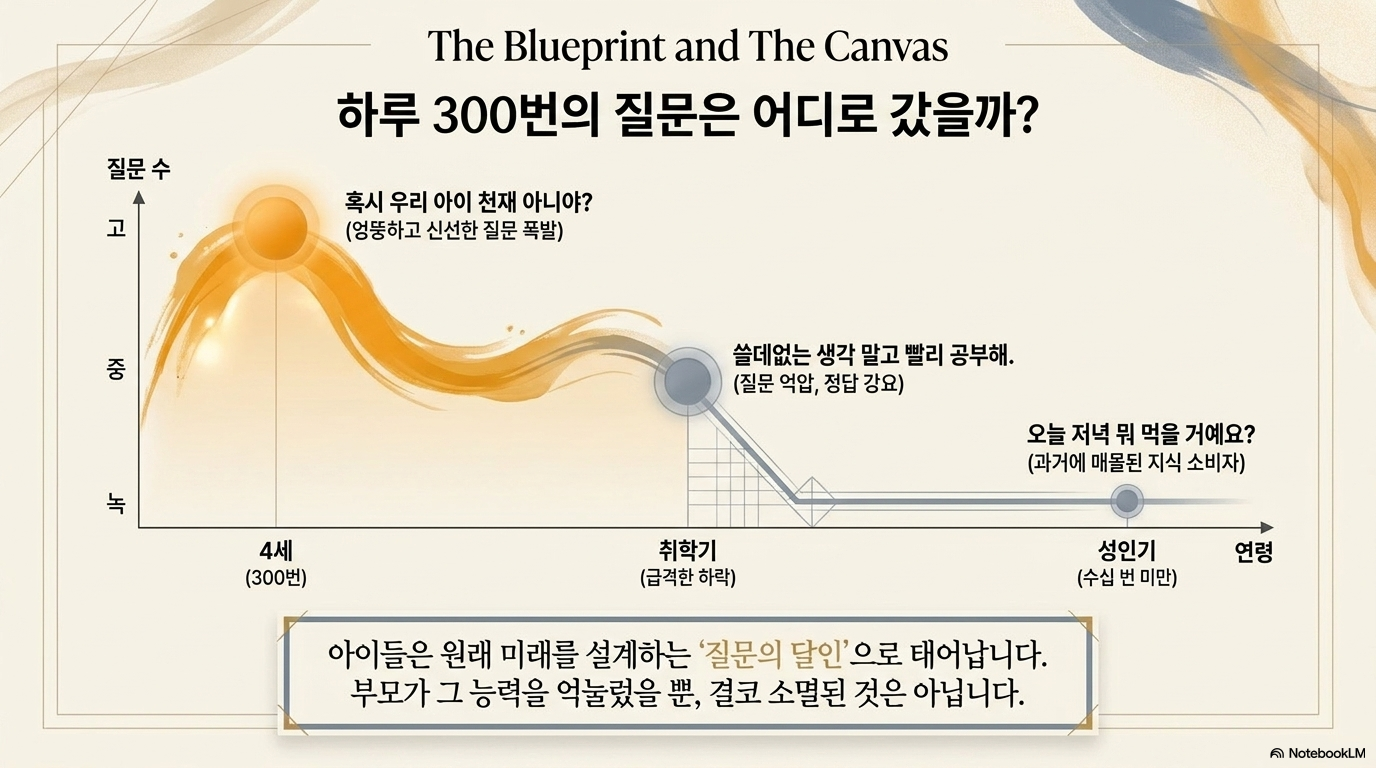 The Blueprint and The Canvas
하루 300번의 질문은 어디로 갔을까?
질문 수
고
혹시 우리 아이 천재 아니야?
(엉뚱하고 신선한 질문 폭발)
중
쓸데없는 생각 말고 빨리 공부해.
(질문 억압, 정답 강요)
오늘 저녁 뭐 먹을 거예요?
(과거에 매몰된 지식 소비자)
녹
4세
(300번)
취학기
(급격한 하락)
성인기
(수십 번 미만)
연령
아이들은 원래 미래를 설계하는 ‘질문의 달인’으로 태어납니다.
부모가 그 능력을 억눌렀을 뿐, 결코 소멸된 것은 아닙니다.
NotebookLM